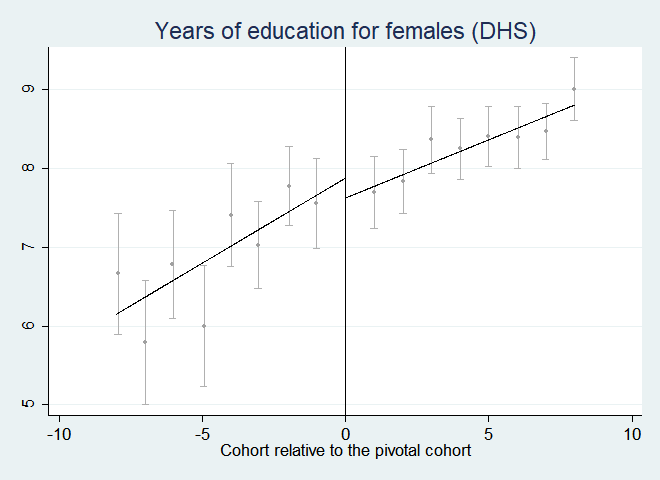 Years of education for females (DHS)
9
8
7
6
5
-10 -5 0 5 10
Cohort relative to the pivotal cohort